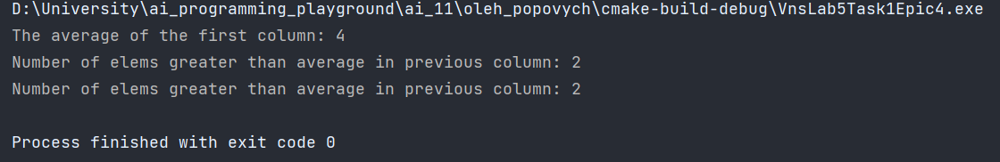 D:\University\ai_programming_playground\ai_11\oleh_popovych\cmake-build-debug\VnsLab5Task1Epic4.exe
The average of the first column: 4
Number of elems greater than average in previous column: 2
Number of elems greater than average in previous column: 2
Process finished with exit code 0